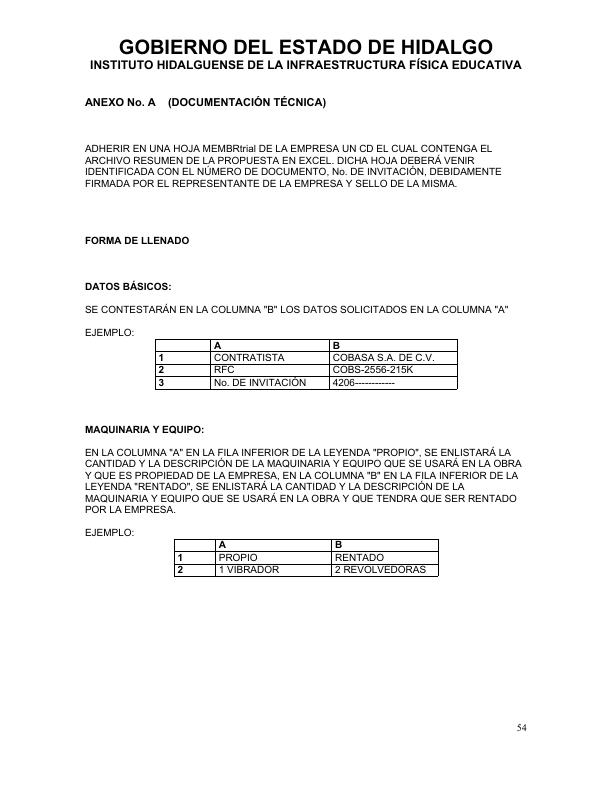 GOBIERNO DEL ESTADO DE HIDALGO
INSTITUTO HIDALGUENSE DE LA INFRAESTRUCTURA FÍSICA EDUCATIVA
ANEXO No. A (DOCUMENTACIÓN TÉCNICA)
ADHERIR EN UNA HOJA MEMBRtrial DE LA EMPRESA UN CD EL CUAL CONTENGA EL
ARCHIVO RESUMEN DE LA PROPUESTA EN EXCEL. DICHA HOJA DEBERÁ VENIR
IDENTIFICADA CON EL NÚMERO DE DOCUMENTO, No. DE INVITACIÓN, DEBIDAMENTE
FIRMADA POR EL REPRESENTANTE DE LA EMPRESA Y SELLO DE LA MISMA.
FORMA DE LLENADO
DATOS BÁSICOS:
SE CONTESTARÁN EN LA COLUMNA "B" LOS DATOS SOLICITADOS EN LA COLUMNA "A"
EJEMPLO:
A B
1 CONTRATISTA COBASA S.A. DE C.V.
2 RFC COBS-2556-215K
3 No. DE INVITACIÓN 4206------------
MAQUINARIA Y EQUIPO:
EN LA COLUMNA "A" EN LA FILA INFERIOR DE LA LEYENDA "PROPIO", SE ENLISTARÁ LA
CANTIDAD Y LA DESCRIPCIÓN DE LA MAQUINARIA Y EQUIPO QUE SE USARÁ EN LA OBRA
Y QUE ES PROPIEDAD DE LA EMPRESA, EN LA COLUMNA "B" EN LA FILA INFERIOR DE LA
LEYENDA "RENTADO", SE ENLISTARÁ LA CANTIDAD Y LA DESCRIPCIÓN DE LA
MAQUINARIA Y EQUIPO QUE SE USARÁ EN LA OBRA Y QUE TENDRA QUE SER RENTADO
POR LA EMPRESA.
EJEMPLO:
A B
1 PROPIO RENTADO
2 1 VIBRADOR 2 REVOLVEDORAS
54